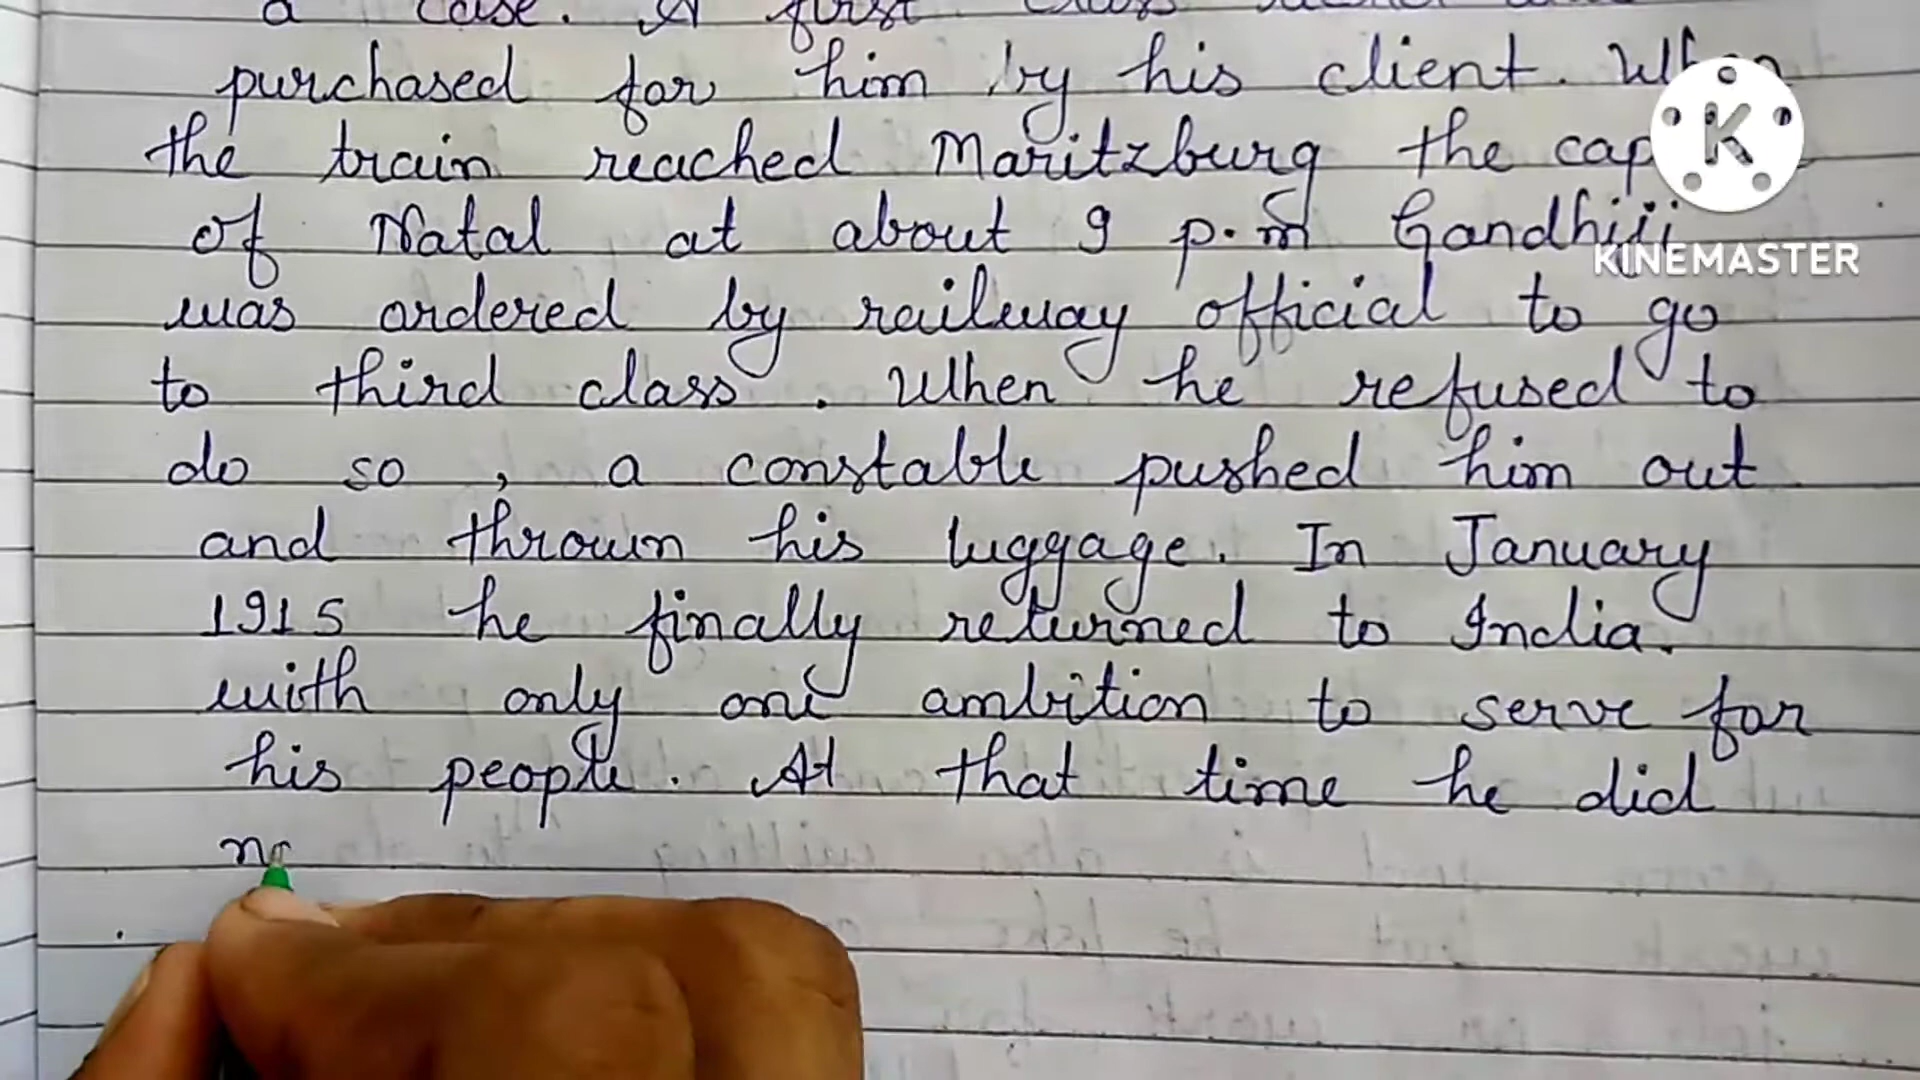 a case. A first class
purchased for him by his client. When
the train reached Maritzburg the cap
of Natal at about 9 p.m Gandhiji
was ordered by railway official to go
to third class. When he refused to
do so, a constable pushed him out
and thrown his luggage. In January
1915 he finally returned to India.
with only one ambition to serve for
his people. At that time he did
K
KINEMASTER